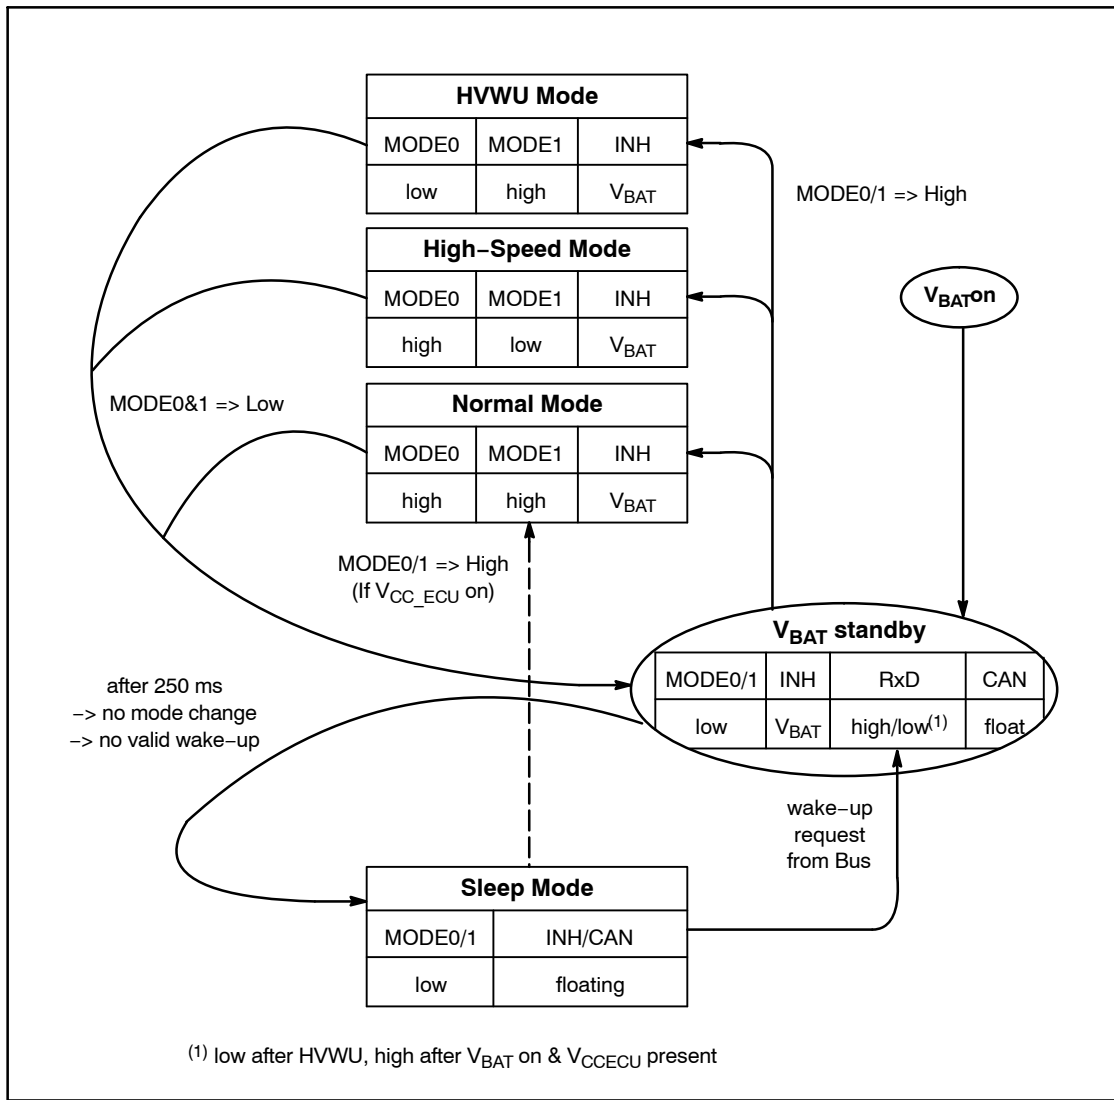 HVWU Mode
MODE0 MODE1 INH
low high VBAT
MODE0/1 => High
High−Speed Mode
MODE0 MODE1 INH
high low VBAT
VBATon
MODE0&1 => Low
Normal Mode
MODE0 MODE1 INH
high high VBAT
MODE0/1 => High
(If VCC_ECU on)
VBAT standby
MODE0/1 INH RxD CAN
low VBAT high/low(1) float
after 250 ms
−> no mode change
−> no valid wake−up
wake−up
request
from Bus
Sleep Mode
MODE0/1 INH/CAN
low floating
(1) low after HVWU, high after VBAT on & VCCECU present